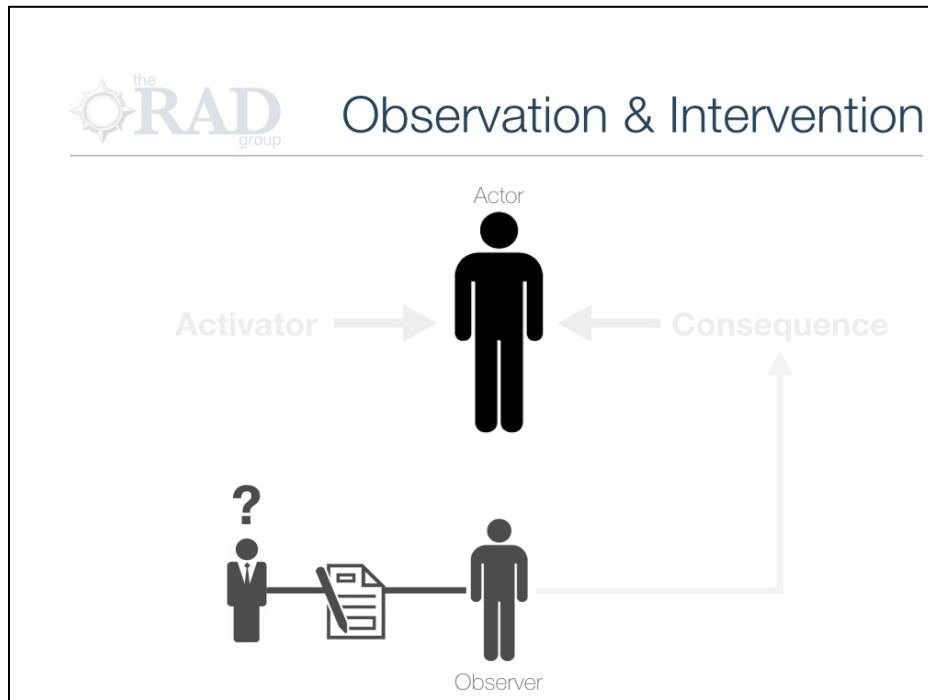 the
RAD
group
Observation & Intervention
Actor
Activator
Consequence
?
Observer